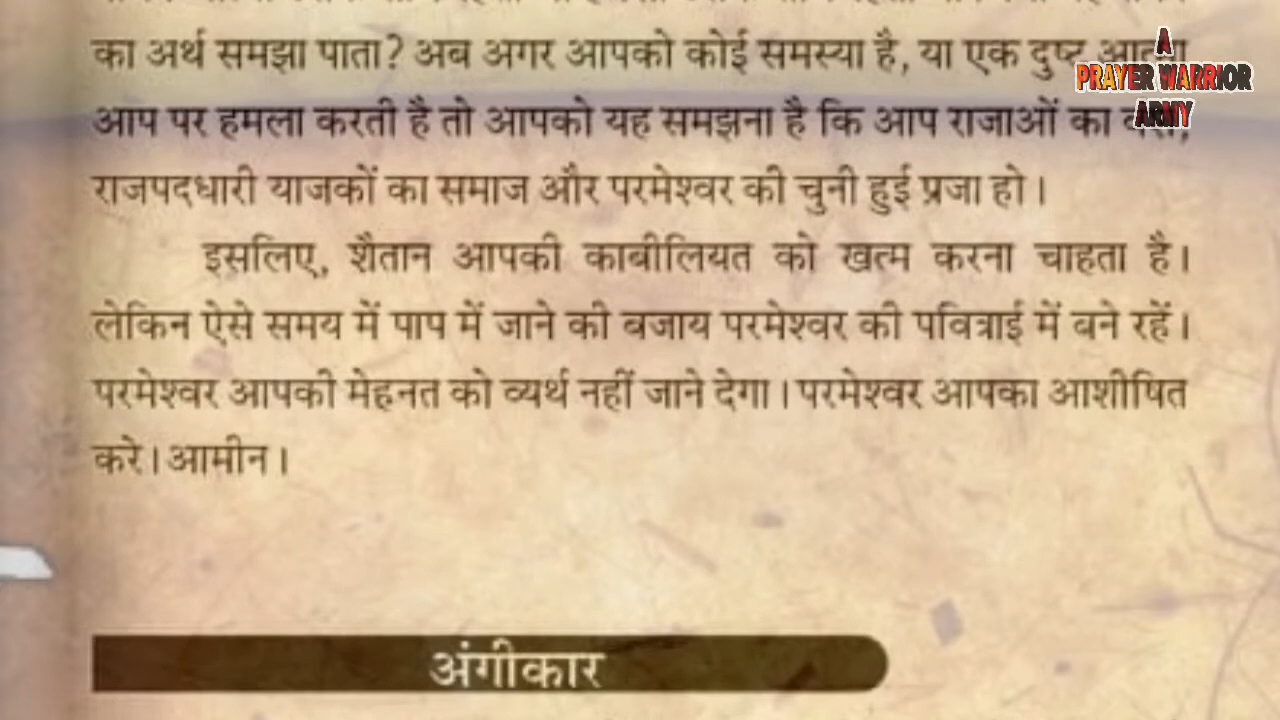 का अर्थ समझा पाता? अब अगर आपको कोई समस्या है, या एक दुष्ट
आप पर हमला करती है तो आपको यह समझना है कि आप राजाओं का
राजपदधारी याजकों का समाज और परमेश्वर की चुनी हुई प्रजा हो।
इसलिए, शैतान आपकी काबीलियत को खत्म करना चाहता है।
लेकिन ऐसे समय में पाप में जाने की बजाय परमेश्वर की पवित्राई में बने रहें।
परमेश्वर आपकी मेहनत को व्यर्थ नहीं जाने देगा। परमेश्वर आपका आशीषित
करे। आमीन।
अंगीकार
A
PRAYER WARRIOR
ARMY